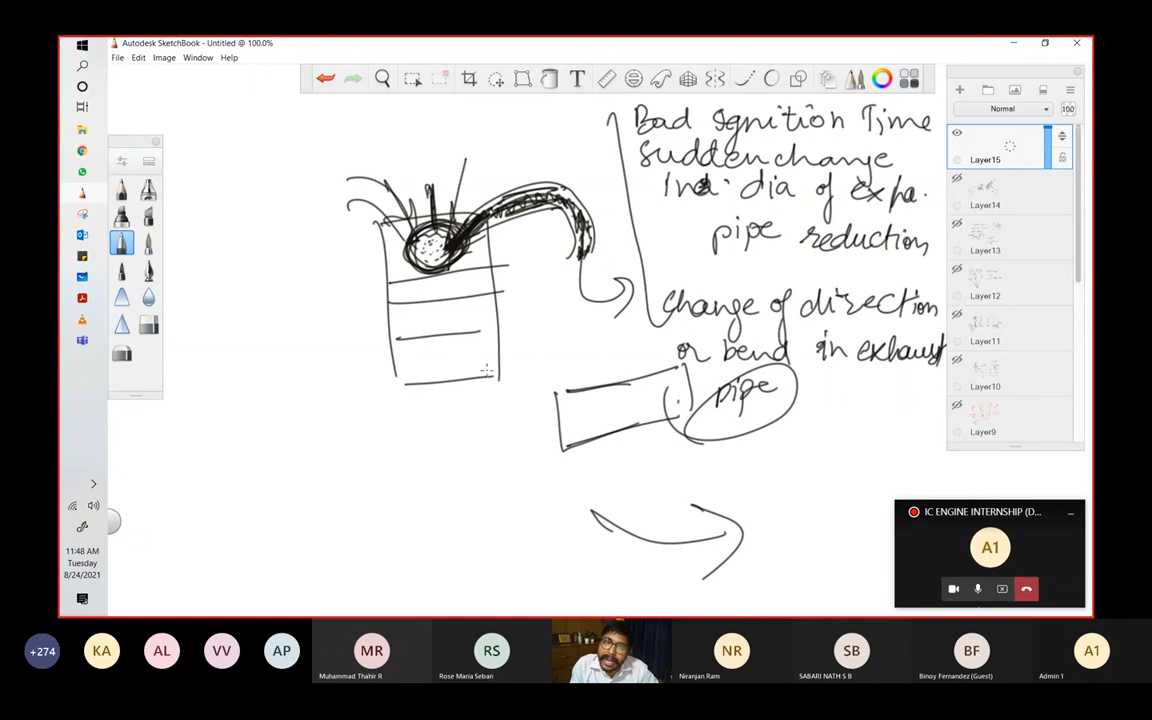 Autodesk SketchBook - Untitled @ 100.0%
File Edit Image Window Help
T
Normal
100
Layer15
Layer14
Layer13
Layer12
Layer11
Layer10
Layer9
Bad Ignition Time
sudden change
dia of
pipe reduction
change of direction
or bend in exhaust
pipe
11:48 AM
Tuesday
8/24/2021
IC ENGINE INTERNSHIP (D...
A1
+274
KA
AL
VV
AP
MR
Muhammad Thahir R
RS
Rose Maria Seban
NR
Niranjan Ram
SB
SABARI NATH S B
BF
Binoy Fernandez (Guest)
A1
Admin 1